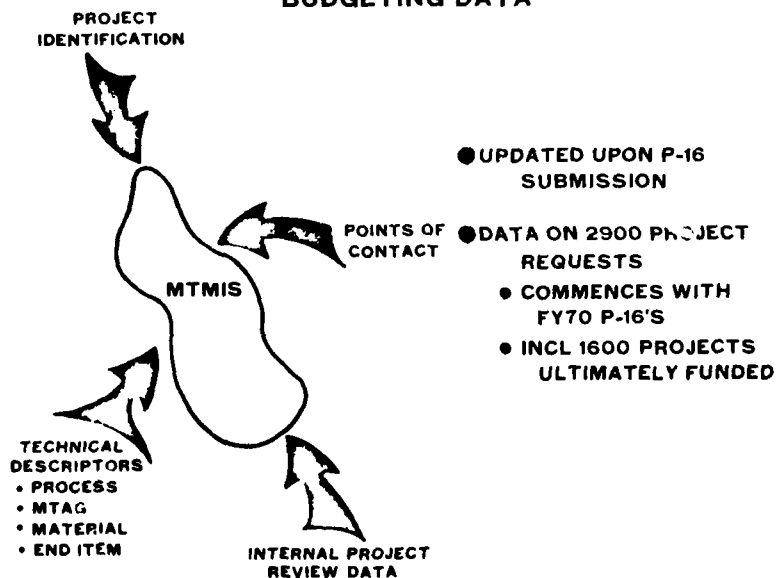 BUDGETING DATA
PROJECT
IDENTIFICATION
POINTS OF
CONTACT
MTMIS
TECHNICAL
DESCRIPTORS
• PROCESS
• MTAG
• MATERIAL
• END ITEM
INTERNAL PROJECT
REVIEW DATA
● UPDATED UPON P-16
SUBMISSION
● DATA ON 2900 PROJECT
REQUESTS
• COMMENCES WITH
FY70 P-16'S
• INCL 1600 PROJECTS
ULTIMATELY FUNDED